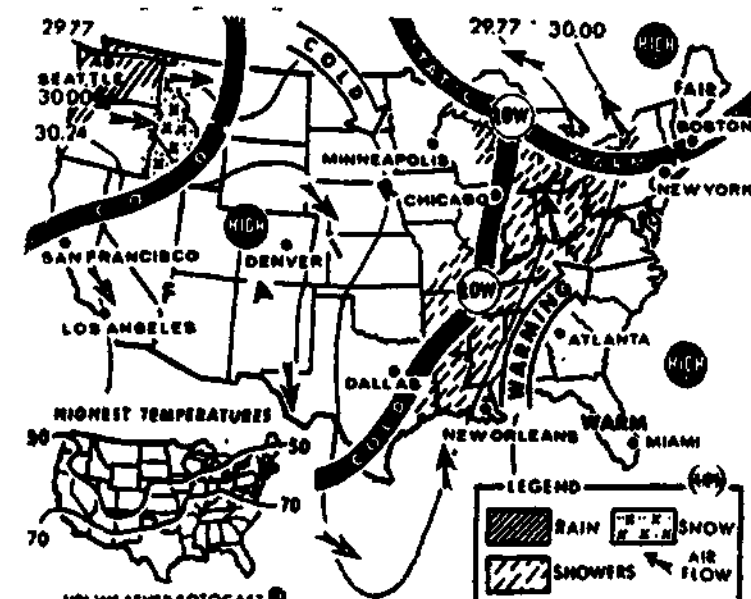 29.77
29.77
30.00
HIGH
COLD
SEATTLE
30.00
30.24
LOW
FAIR
BOSTON
MINNEAPOLIS
CHICAGO
NEW YORK
HIGH
SAN FRANCISCO
DENVER
F
A
LOW
LOS ANGELES
WARMING
ATLANTA
HIGH
DALLAS
COLD
WARM
NEW ORLEANS
MIAMI
HIGHEST TEMPERATURES
50
50
70
70
LEGEND
RAIN
SNOW
SHOWERS
AIR
FLOW